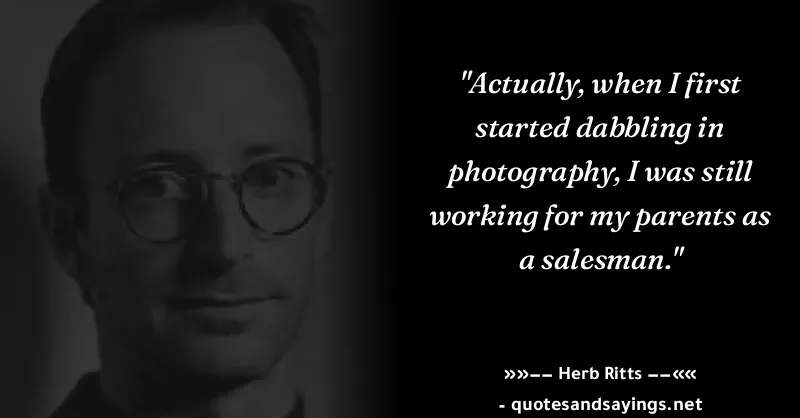 "Actually, when I first
started dabbling in
photography, I was still
working for my parents as
a salesman."
»»−− Herb Ritts −−««
- quotesandsayings.net